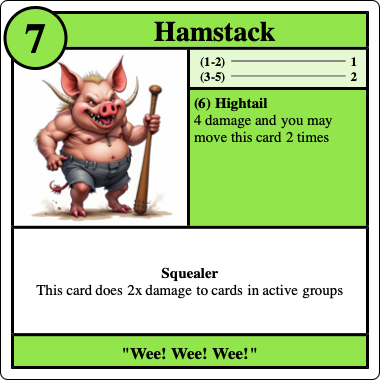 7
Hamstack
(1-2) 1
(3-5) 2
(6) Hightail
4 damage and you may
move this card 2 times
Squealer
This card does 2x damage to cards in active groups
"Wee! Wee! Wee!"